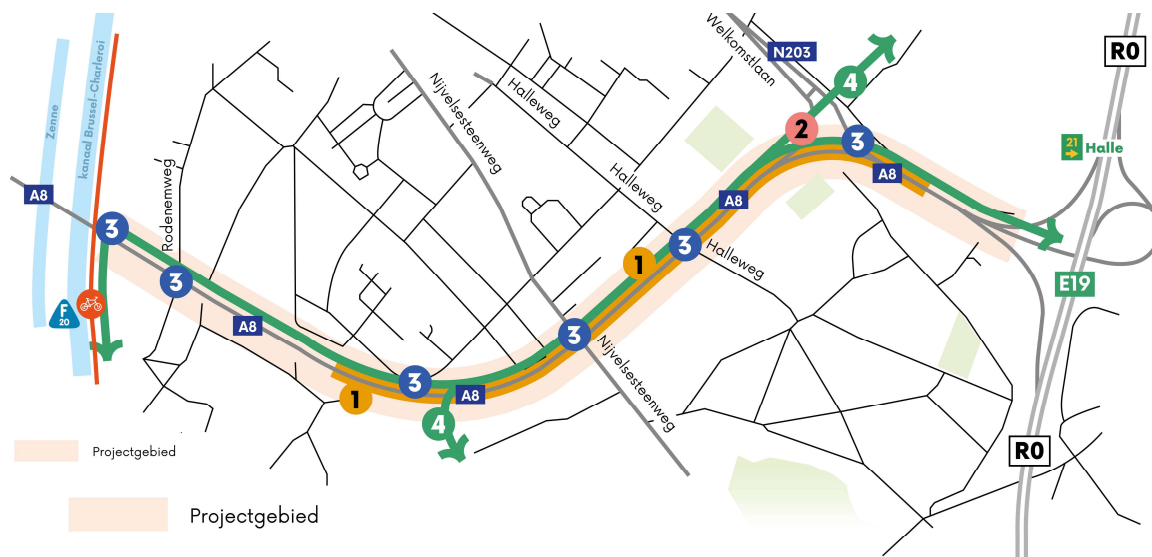 Welkomstlaan
N203
R0
4
kanaal Brussel-Charleroi
Zenne
Nijvelsesteenweg
Halleweg
2
3
21
Halle
A8
A8
Rodenemweg
Halleweg
A8
3
3
Halleweg
1
3
E19
F
20
A8
3
Nijvelsesteenweg
3
A8
1
4
Projectgebied
R0
Projectgebied